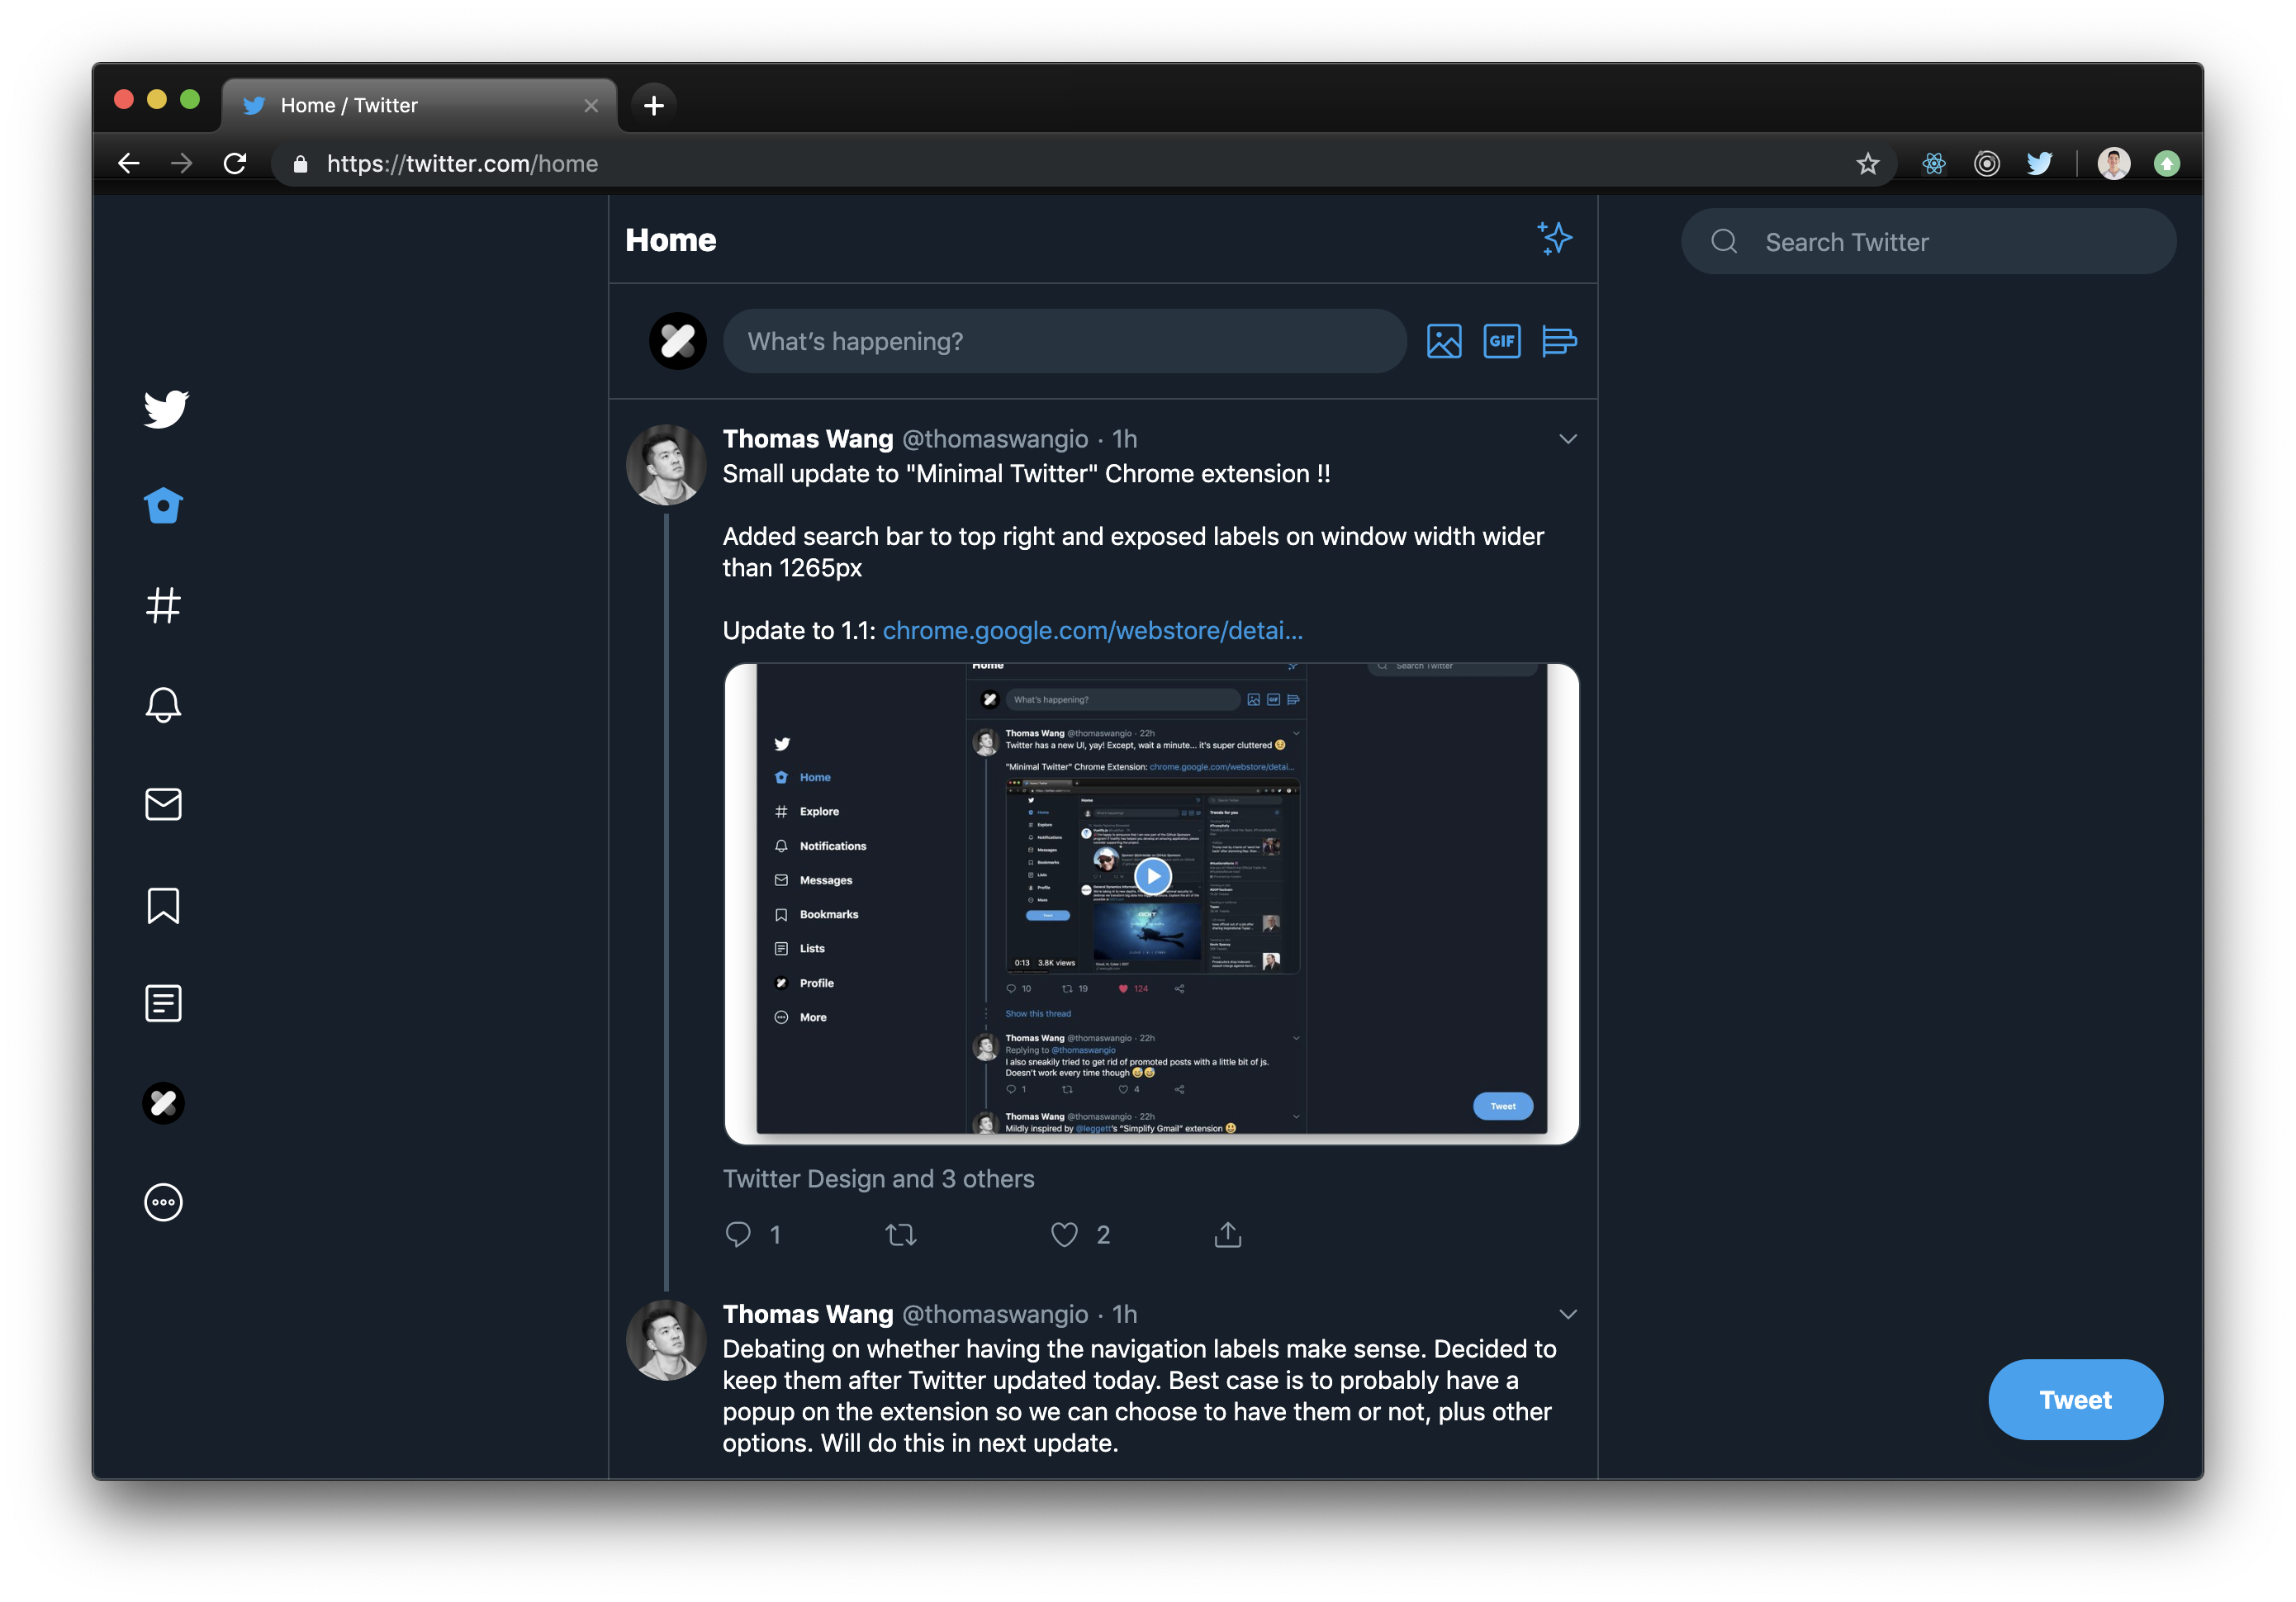 Home / Twitter
https://twitter.com/home
Home
Search Twitter
What's happening?
GIF
Thomas Wang @thomaswangio · 1h
Small update to "Minimal Twitter" Chrome extension !!
Added search bar to top right and exposed labels on window width wider
than 1265px
Update to 1.1: chrome.google.com/webstore/detai...
Home
Search Twitter
What's happening?
Thomas Wang @thomaswangio · 22h
Twitter has a new UI, yay! Except, wait a minute... it's super cluttered
"Minimal Twitter" Chrome Extension: chrome.google.com/webstore/detai...
Home
Explore
Notifications
Messages
Bookmarks
Lists
Profile
More
0:13 3.8K views
10 19 124
Show this thread
Thomas Wang @thomaswangio · 22h
Replying to @thomaswangio
I also sneakily tried to get rid of promoted posts with a little bit of js.
Doesn't work every time though
1 4
Thomas Wang @thomaswangio · 22h
Mildly inspired by @leggett's "Simplify Gmail" extension
Tweet
Twitter Design and 3 others
1 2
Thomas Wang @thomaswangio · 1h
Debating on whether having the navigation labels make sense. Decided to
keep them after Twitter updated today. Best case is to probably have a
popup on the extension so we can choose to have them or not, plus other
options. Will do this in next update.
Tweet